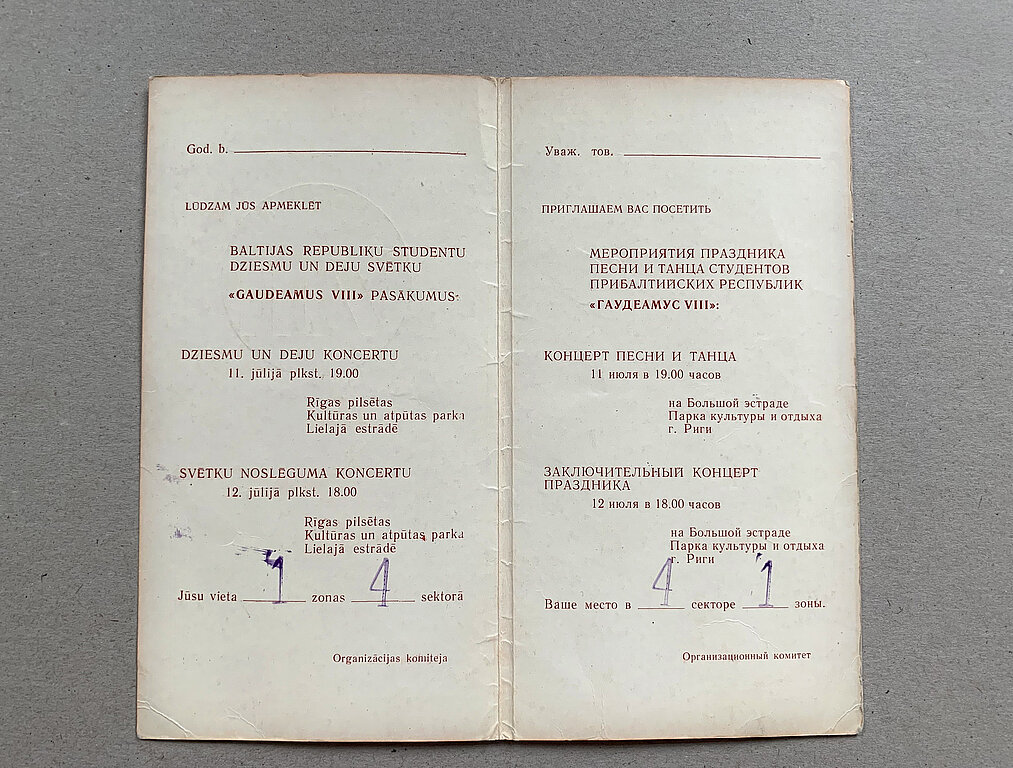 God. b.
LŪDZAM JŪS APMEKLĒT
BALTIJAS REPUBLIKU STUDENTU
DZIESMU UN DEJU SVĒTKU
«GAUDEAMUS VIII» PASĀKUMUS:
DZIESMU UN DEJU KONCERTU
11. jūlijā plkst. 19.00
Rīgas pilsētas
Kultūras un atpūtas parka
Lielajā estrādē
SVĒTKU NOSLĒGUMA KONCERTU
12. jūlijā plkst. 18.00
Rīgas pilsētas
Kultūras un atpūtas parka
Lielajā estrādē
Jūsu vieta 1 zonas 4 sektorā
Organizācijas komiteja
Уваж. тов.
ПРИГЛАШАЕМ ВАС ПОСЕТИТЬ
МЕРОПРИЯТИЯ ПРАЗДНИКА
ПЕСНИ И ТАНЦА СТУДЕНТОВ
ПРИБАЛТИЙСКИХ РЕСПУБЛИК
«ГАУДЕАМУС VIII»:
КОНЦЕРТ ПЕСНИ И ТАНЦА
11 июля в 19.00 часов
на Большой эстраде
Парка культуры и отдыха
г. Риги
ЗАКЛЮЧИТЕЛЬНЫЙ КОНЦЕРТ
ПРАЗДНИКА
12 июля в 18.00 часов
на Большой эстраде
Парка культуры и отдыха
г. Риги
Ваше место в 4 секторе 1 зоны.
Организационный комитет